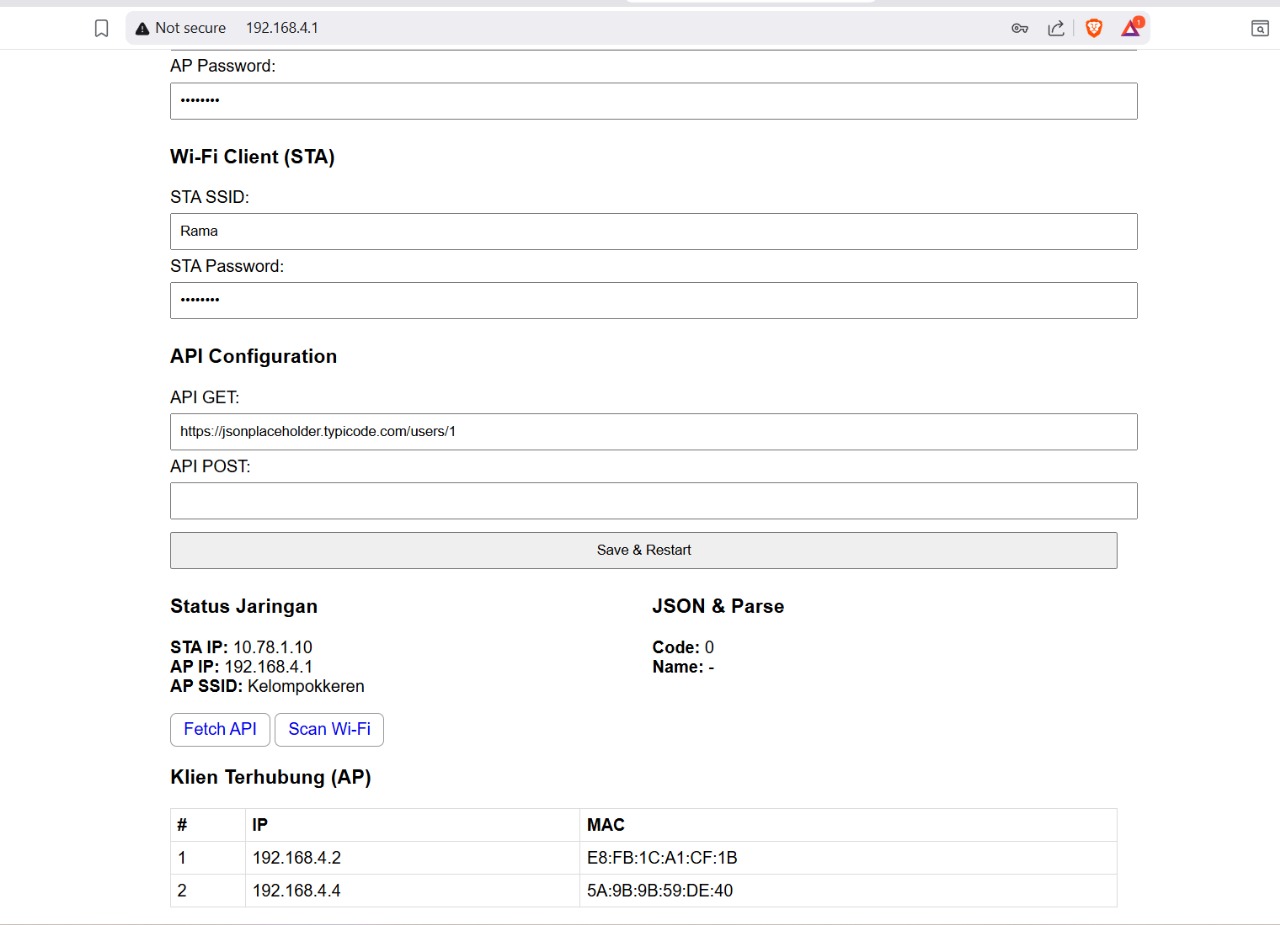 Not secure 192.168.4.1
1
AP Password:
••••••••
Wi-Fi Client (STA)
STA SSID:
Rama
STA Password:
••••••••
API Configuration
API GET:
https://jsonplaceholder.typicode.com/users/1
API POST:
Save & Restart
Status Jaringan
STA IP: 10.78.1.10
AP IP: 192.168.4.1
AP SSID: Kelompokkeren
JSON & Parse
Code: 0
Name: -
Fetch API Scan Wi-Fi
Klien Terhubung (AP)
# IP MAC
1 192.168.4.2 E8:FB:1C:A1:CF:1B
2 192.168.4.4 5A:9B:9B:59:DE:40